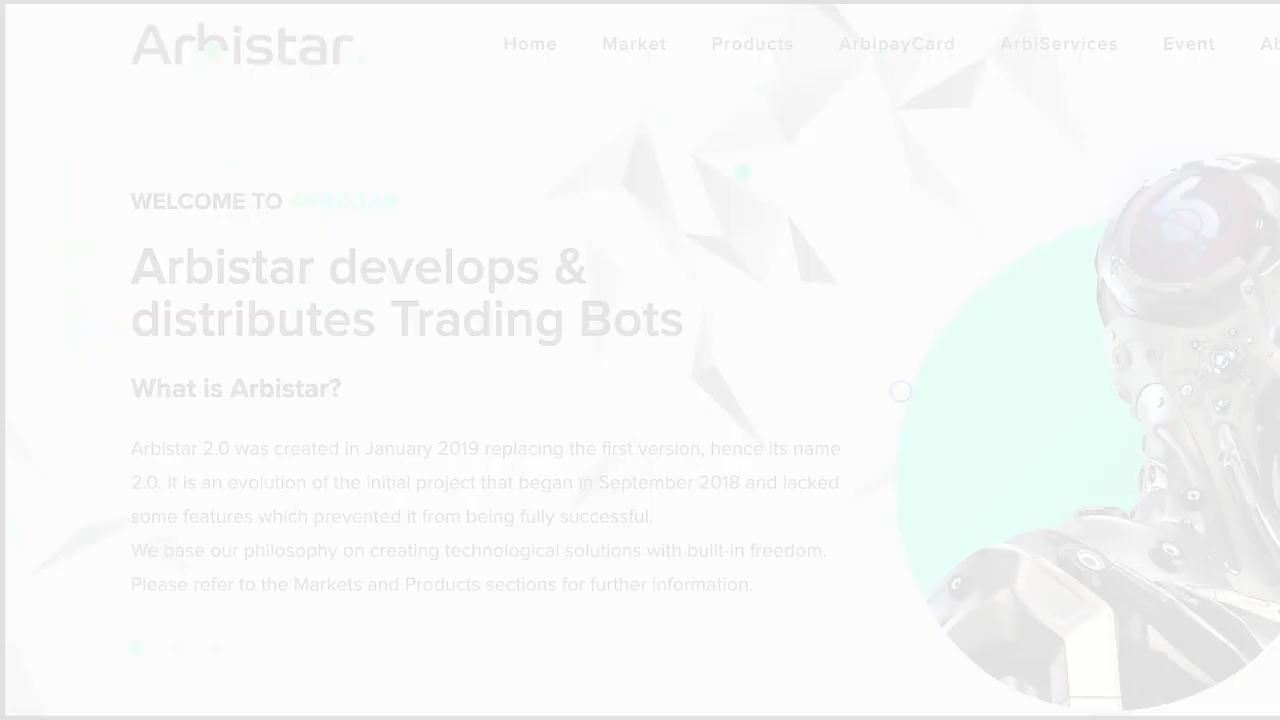 Arbistar
Home Market Products ArbipayCard ArbiServices Event Ab
WELCOME TO ARBISTAR
Arbistar develops &
distributes Trading Bots
What is Arbistar?
Arbistar 2.0 was created in January 2019 replacing the first version, hence its name
2.0. It is an evolution of the initial project that began in September 2018 and lacked
some features which prevented it from being fully successful.
We base our philosophy on creating technological solutions with built-in freedom.
Please refer to the Markets and Products sections for further information.